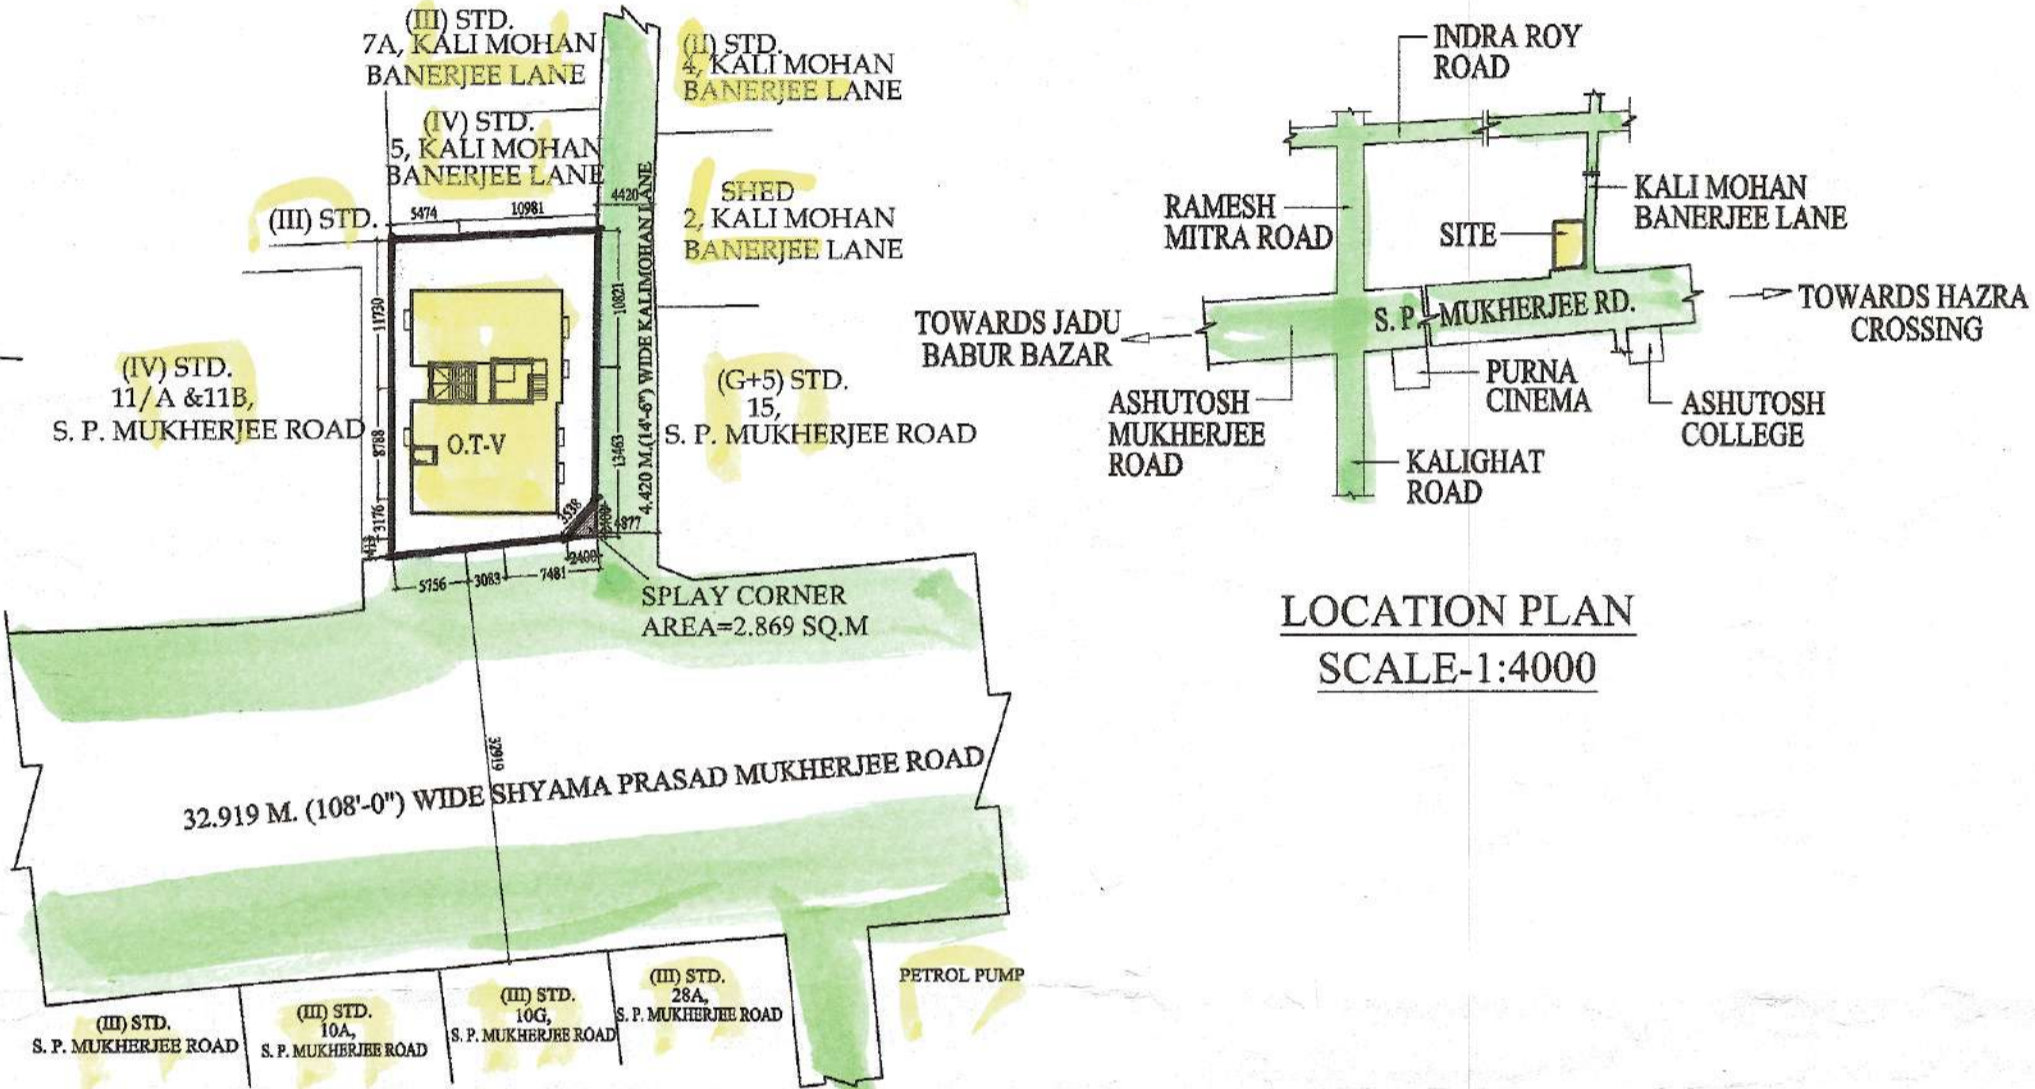 (III) STD.
7A, KALI MOHAN
BANERJEE LANE
(II) STD.
4, KALI MOHAN
BANERJEE LANE
(IV) STD.
5, KALI MOHAN
BANERJEE LANE
(III) STD.
5474
10981
4420
SHED
2, KALI MOHAN
BANERJEE LANE
11730
10821
4.420 M.(14'-6") WIDE KALIMOHAN LANE
(IV) STD.
11/A &11B,
S. P. MUKHERJEE ROAD
8788
O.T-V
13463
(G+5) STD.
15,
S. P. MUKHERJEE ROAD
3176
3538
4877
2400
5756
3083
7481
SPLAY CORNER
AREA=2.869 SQ.M
32919
32.919 M. (108'-0") WIDE SHYAMA PRASAD MUKHERJEE ROAD
(III) STD.
S. P. MUKHERJEE ROAD
(III) STD.
10A,
S. P. MUKHERJEE ROAD
(III) STD.
10G,
S. P. MUKHERJEE ROAD
(III) STD.
28A,
S. P. MUKHERJEE ROAD
PETROL PUMP
INDRA ROY
ROAD
RAMESH
MITRA ROAD
SITE
KALI MOHAN
BANERJEE LANE
S. P. MUKHERJEE RD.
TOWARDS JADU
BABUR BAZAR
TOWARDS HAZRA
CROSSING
ASHUTOSH
MUKHERJEE
ROAD
PURNA
CINEMA
ASHUTOSH
COLLEGE
KALIGHAT
ROAD
LOCATION PLAN
SCALE-1:4000